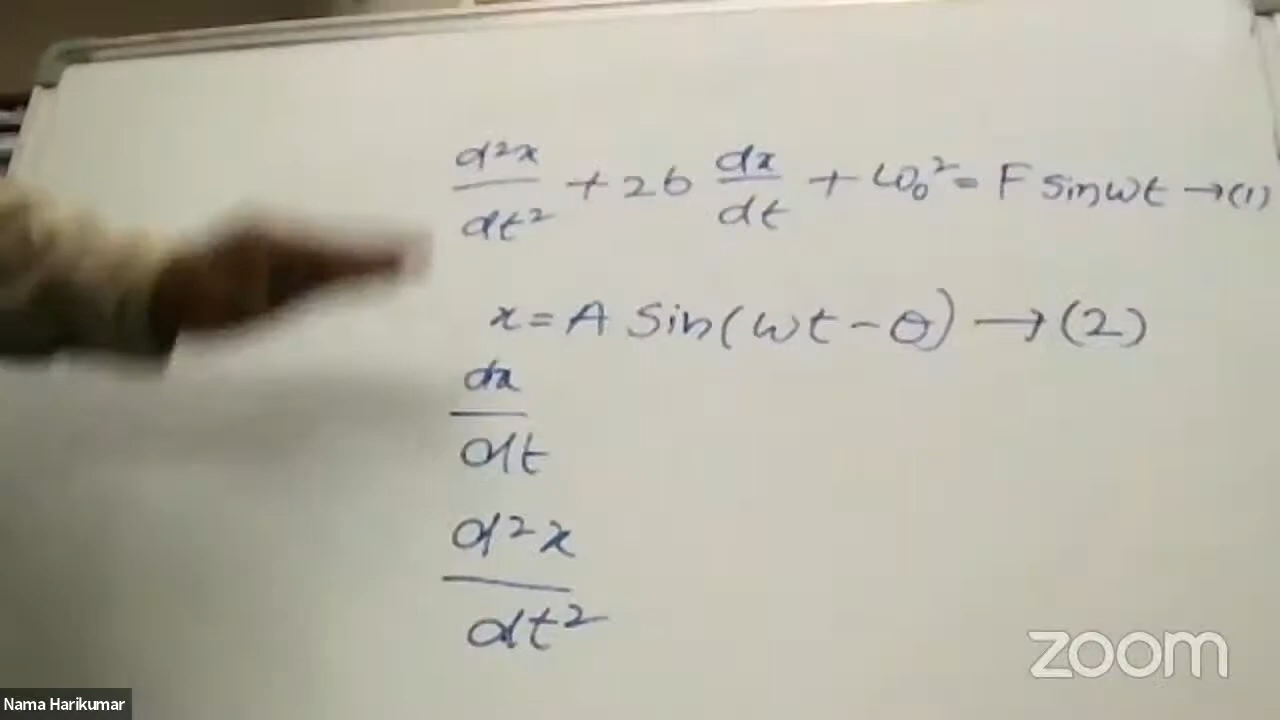 d²x/dt² + 2b dx/dt + ω₀² = F sinωt → (1)
x = A sin(ωt − θ) → (2)
dx/dt
d²x/dt²
zoom
Nama Harikumar